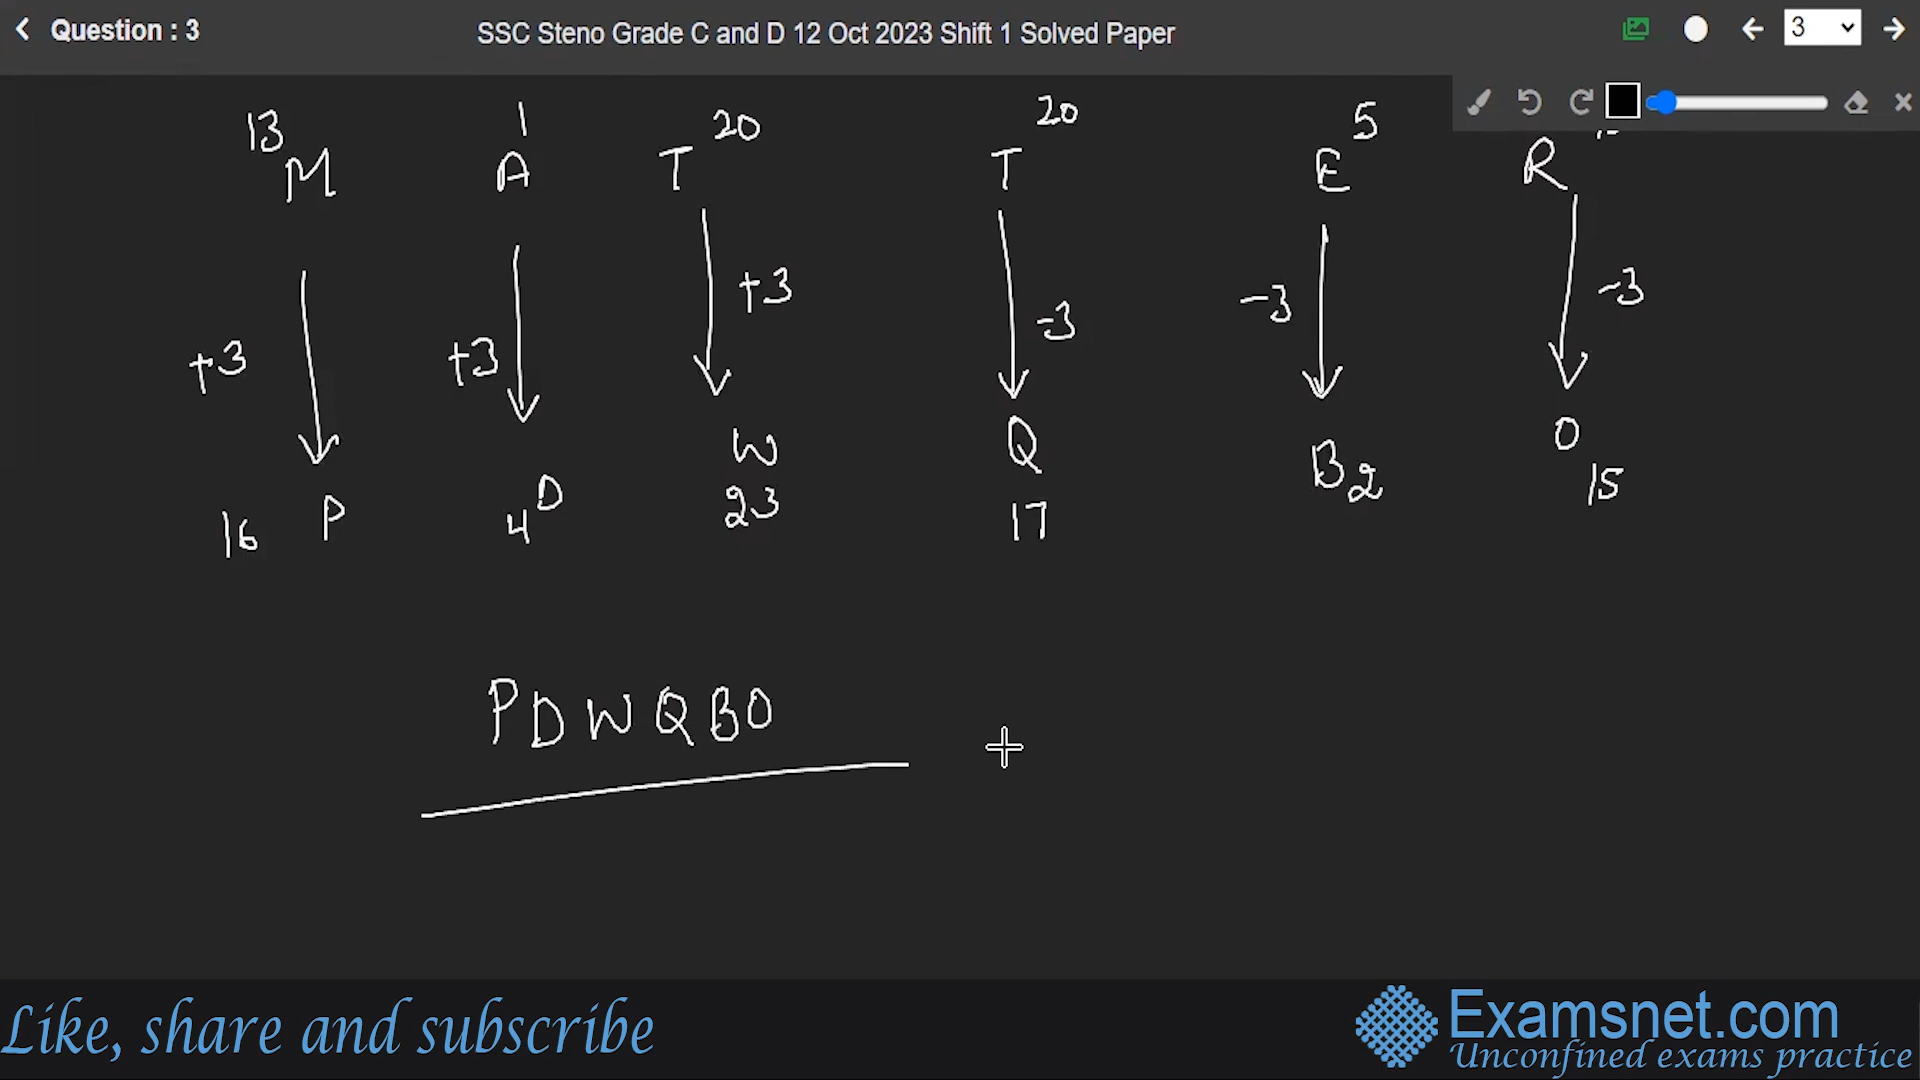 Question : 3
SSC Steno Grade C and D 12 Oct 2023 Shift 1 Solved Paper
3
13 1 20 20 5
M A T T E R
+3 +3 +3 -3 -3 -3
P D W Q B O
16 4 23 17 2 15
PDWQBO
Like, share and subscribe
Examsnet.com
Unconfined exams practice